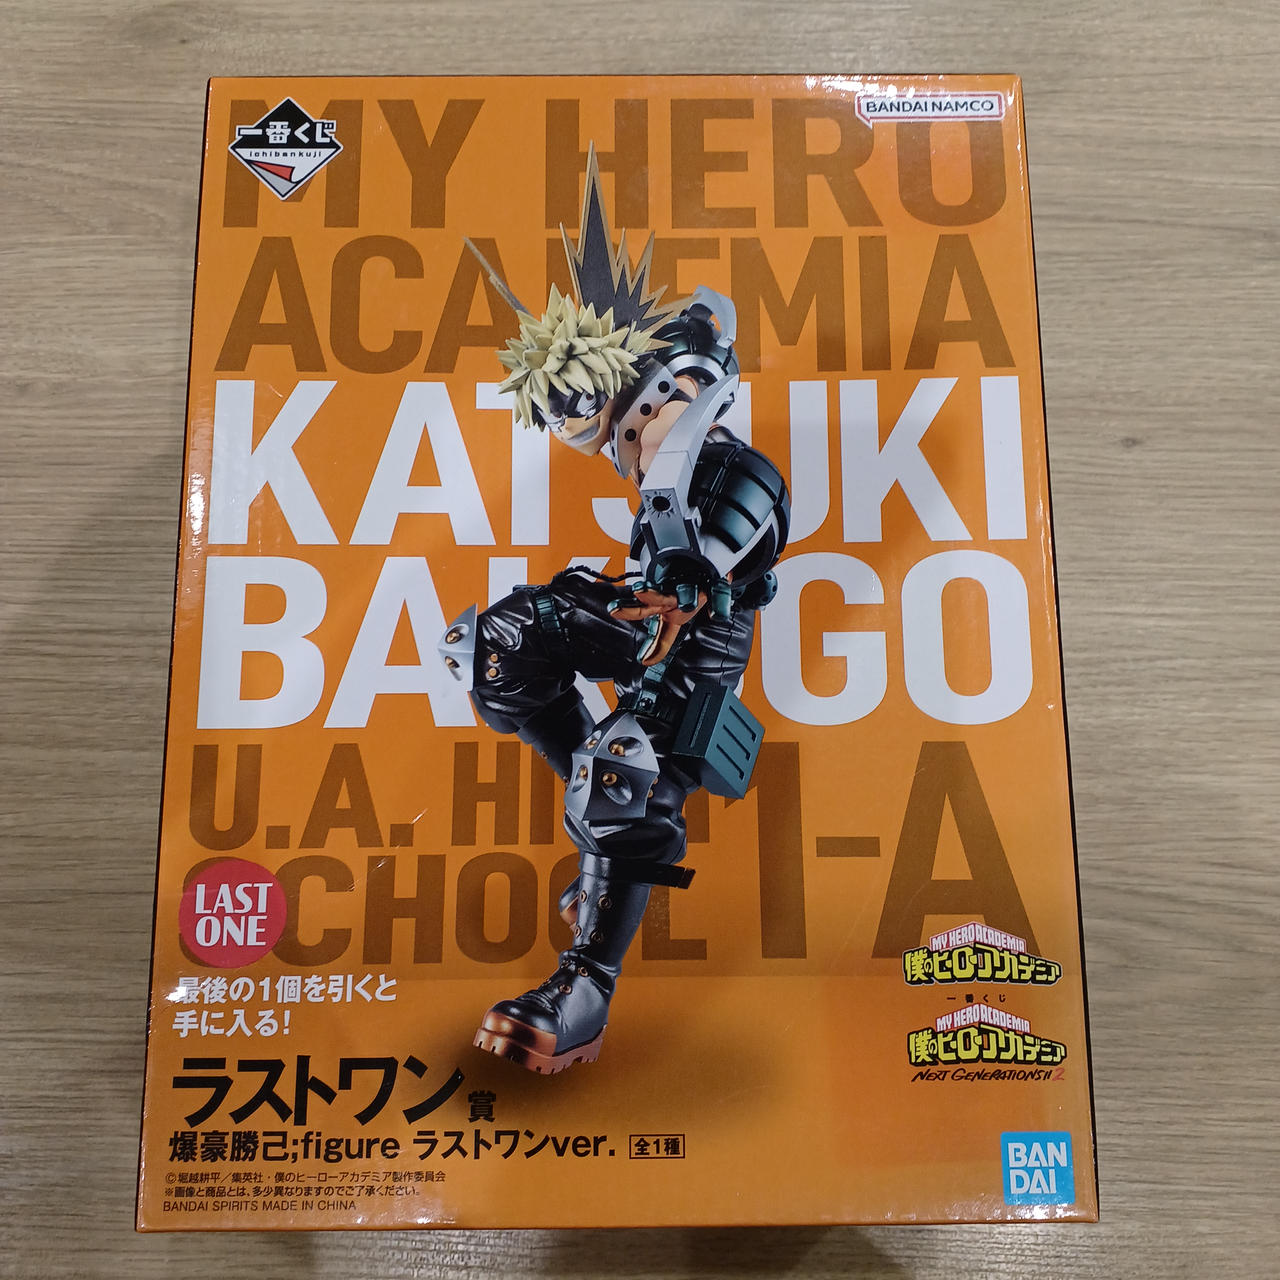 一番くじ
ichibankuji
BANDAI NAMCO
MY HERO
ACADEMIA
KATSUKI
BAKUGO
U.A. HIGH
SCHOOL
1-A
LAST
ONE
最後の1個を引くと
手に入る!
ラストワン賞
爆豪勝己;figure ラストワンver. 全1種
©堀越耕平/集英社・僕のヒーローアカデミア製作委員会
※画像と商品とは、多少異なりますのでご了承ください。
BANDAI SPIRITS MADE IN CHINA
MY HERO ACADEMIA
僕のヒーローアカデミア
一番くじ
MY HERO ACADEMIA
僕のヒーローアカデミア
NEXT GENERATIONS!! 2
BAN
DAI